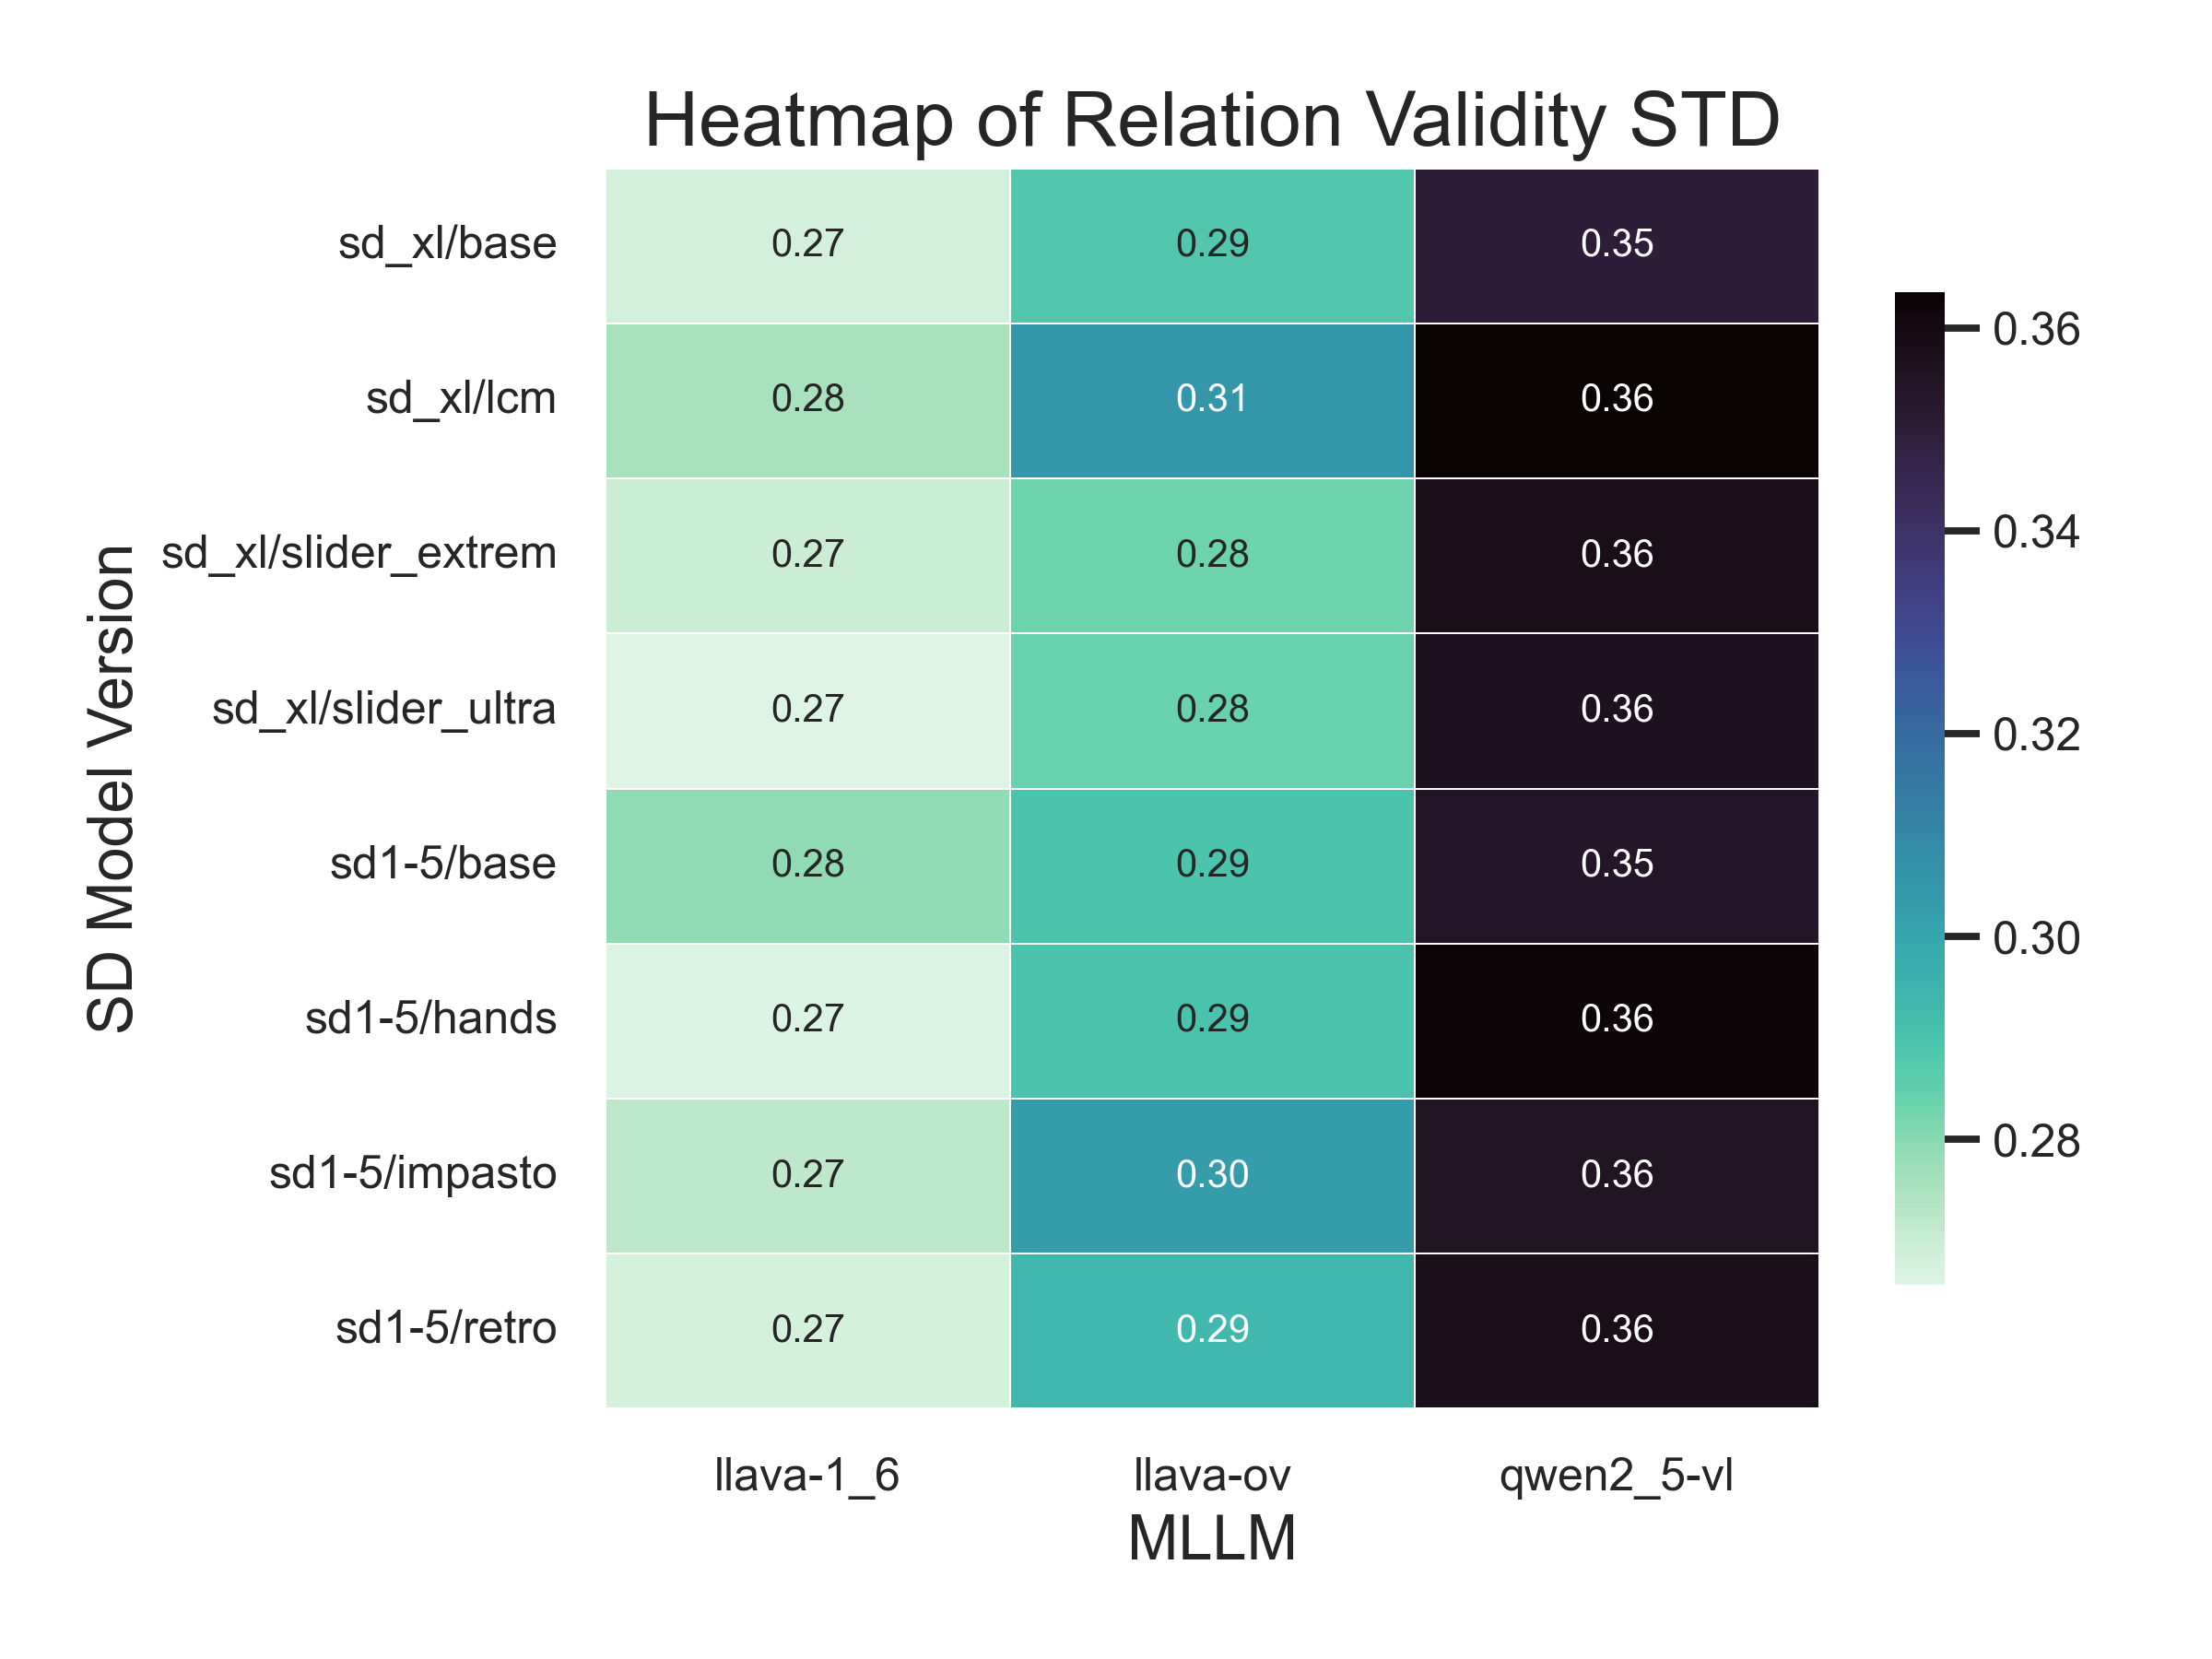 Heatmap of Relation Validity STD
SD Model Version
sd_xl/base 0.27 0.29 0.35
sd_xl/lcm 0.28 0.31 0.36
sd_xl/slider_extrem 0.27 0.28 0.36
sd_xl/slider_ultra 0.27 0.28 0.36
sd1-5/base 0.28 0.29 0.35
sd1-5/hands 0.27 0.29 0.36
sd1-5/impasto 0.27 0.30 0.36
sd1-5/retro 0.27 0.29 0.36
llava-1_6 llava-ov qwen2_5-vl
MLLM
0.36
0.34
0.32
0.30
0.28